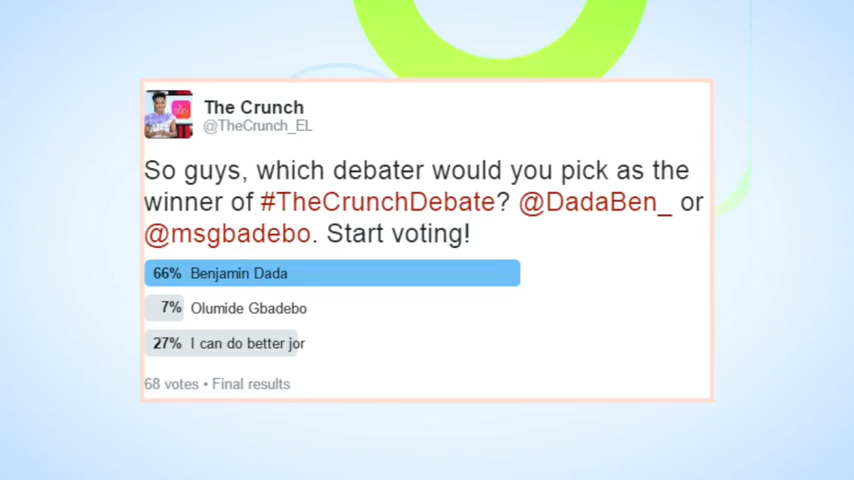 The Crunch
@TheCrunch_EL
So guys, which debater would you pick as the
winner of #TheCrunchDebate? @DadaBen_ or
@msgbadebo. Start voting!
66% Benjamin Dada
7% Olumide Gbadebo
27% I can do better jor
68 votes • Final results